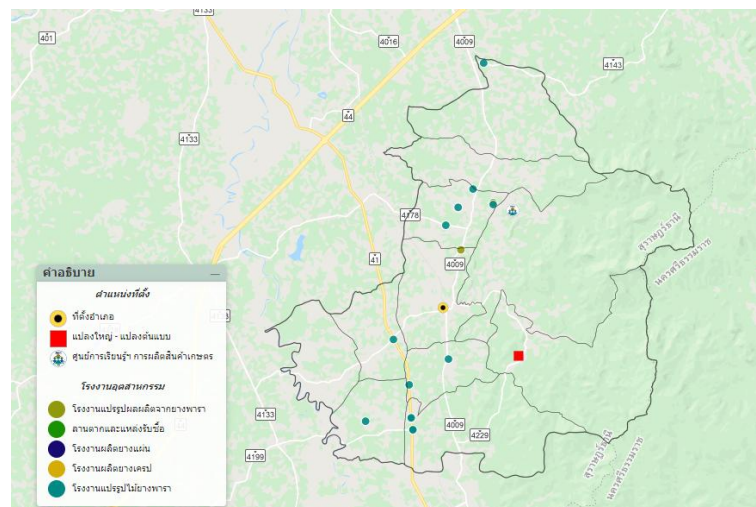 4133
401
4016
4009
4143
4133
44
4178
สุราษฎร์ธานี
นครศรีธรรมราช
41
4009
คำอธิบาย
ตำแหน่งที่ตั้ง
ที่ตั้งอำเภอ
แปลงใหญ่ - แปลงต้นแบบ
ศูนย์การเรียนรู้ฯ การผลิตสินค้าเกษตร
4133
โรงงานอุตสาหกรรม
โรงงานแปรรูปผลผลิตจากยางพารา
ลานตากและแหล่งรับซื้อ
โรงงานผลิตยางแผ่น
โรงงานผลิตยางเครป
โรงงานแปรรูปไม้ยางพารา
4133
4199
4009
4229
สุราษฎร์ธานี
นครศรีธรรมราช